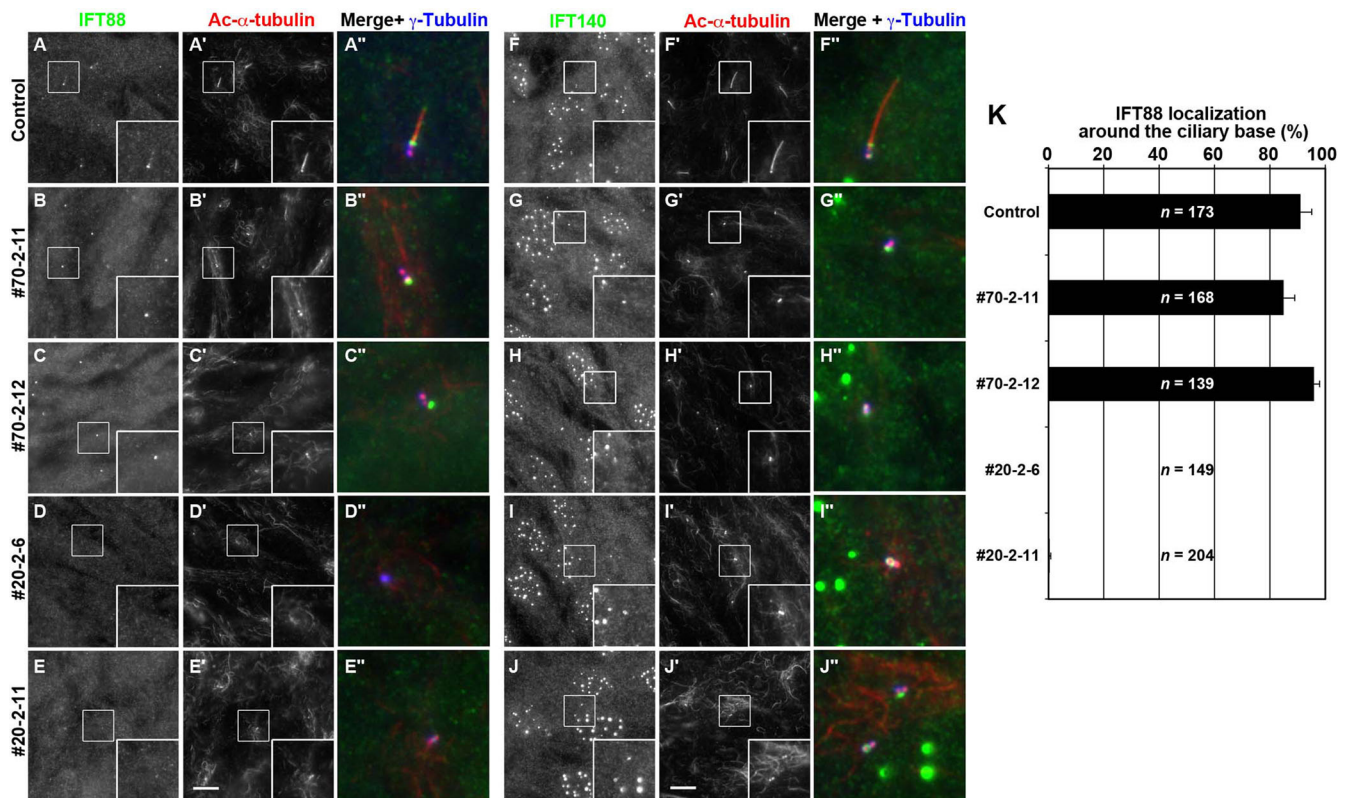 IFT88 Ac-α-tubulin Merge+ γ-Tubulin IFT140 Ac-α-tubulin Merge + γ-Tubulin
Control
A A' A" F F' F"
#70-2-11
B B' B" G G' G"
#70-2-12
C C' C" H H' H"
#20-2-6
D D' D" I I' I"
#20-2-11
E E' E" J J' J"
K
IFT88 localization
around the ciliary base (%)
0 20 40 60 80 100
Control n = 173
#70-2-11 n = 168
#70-2-12 n = 139
#20-2-6 n = 149
#20-2-11 n = 204